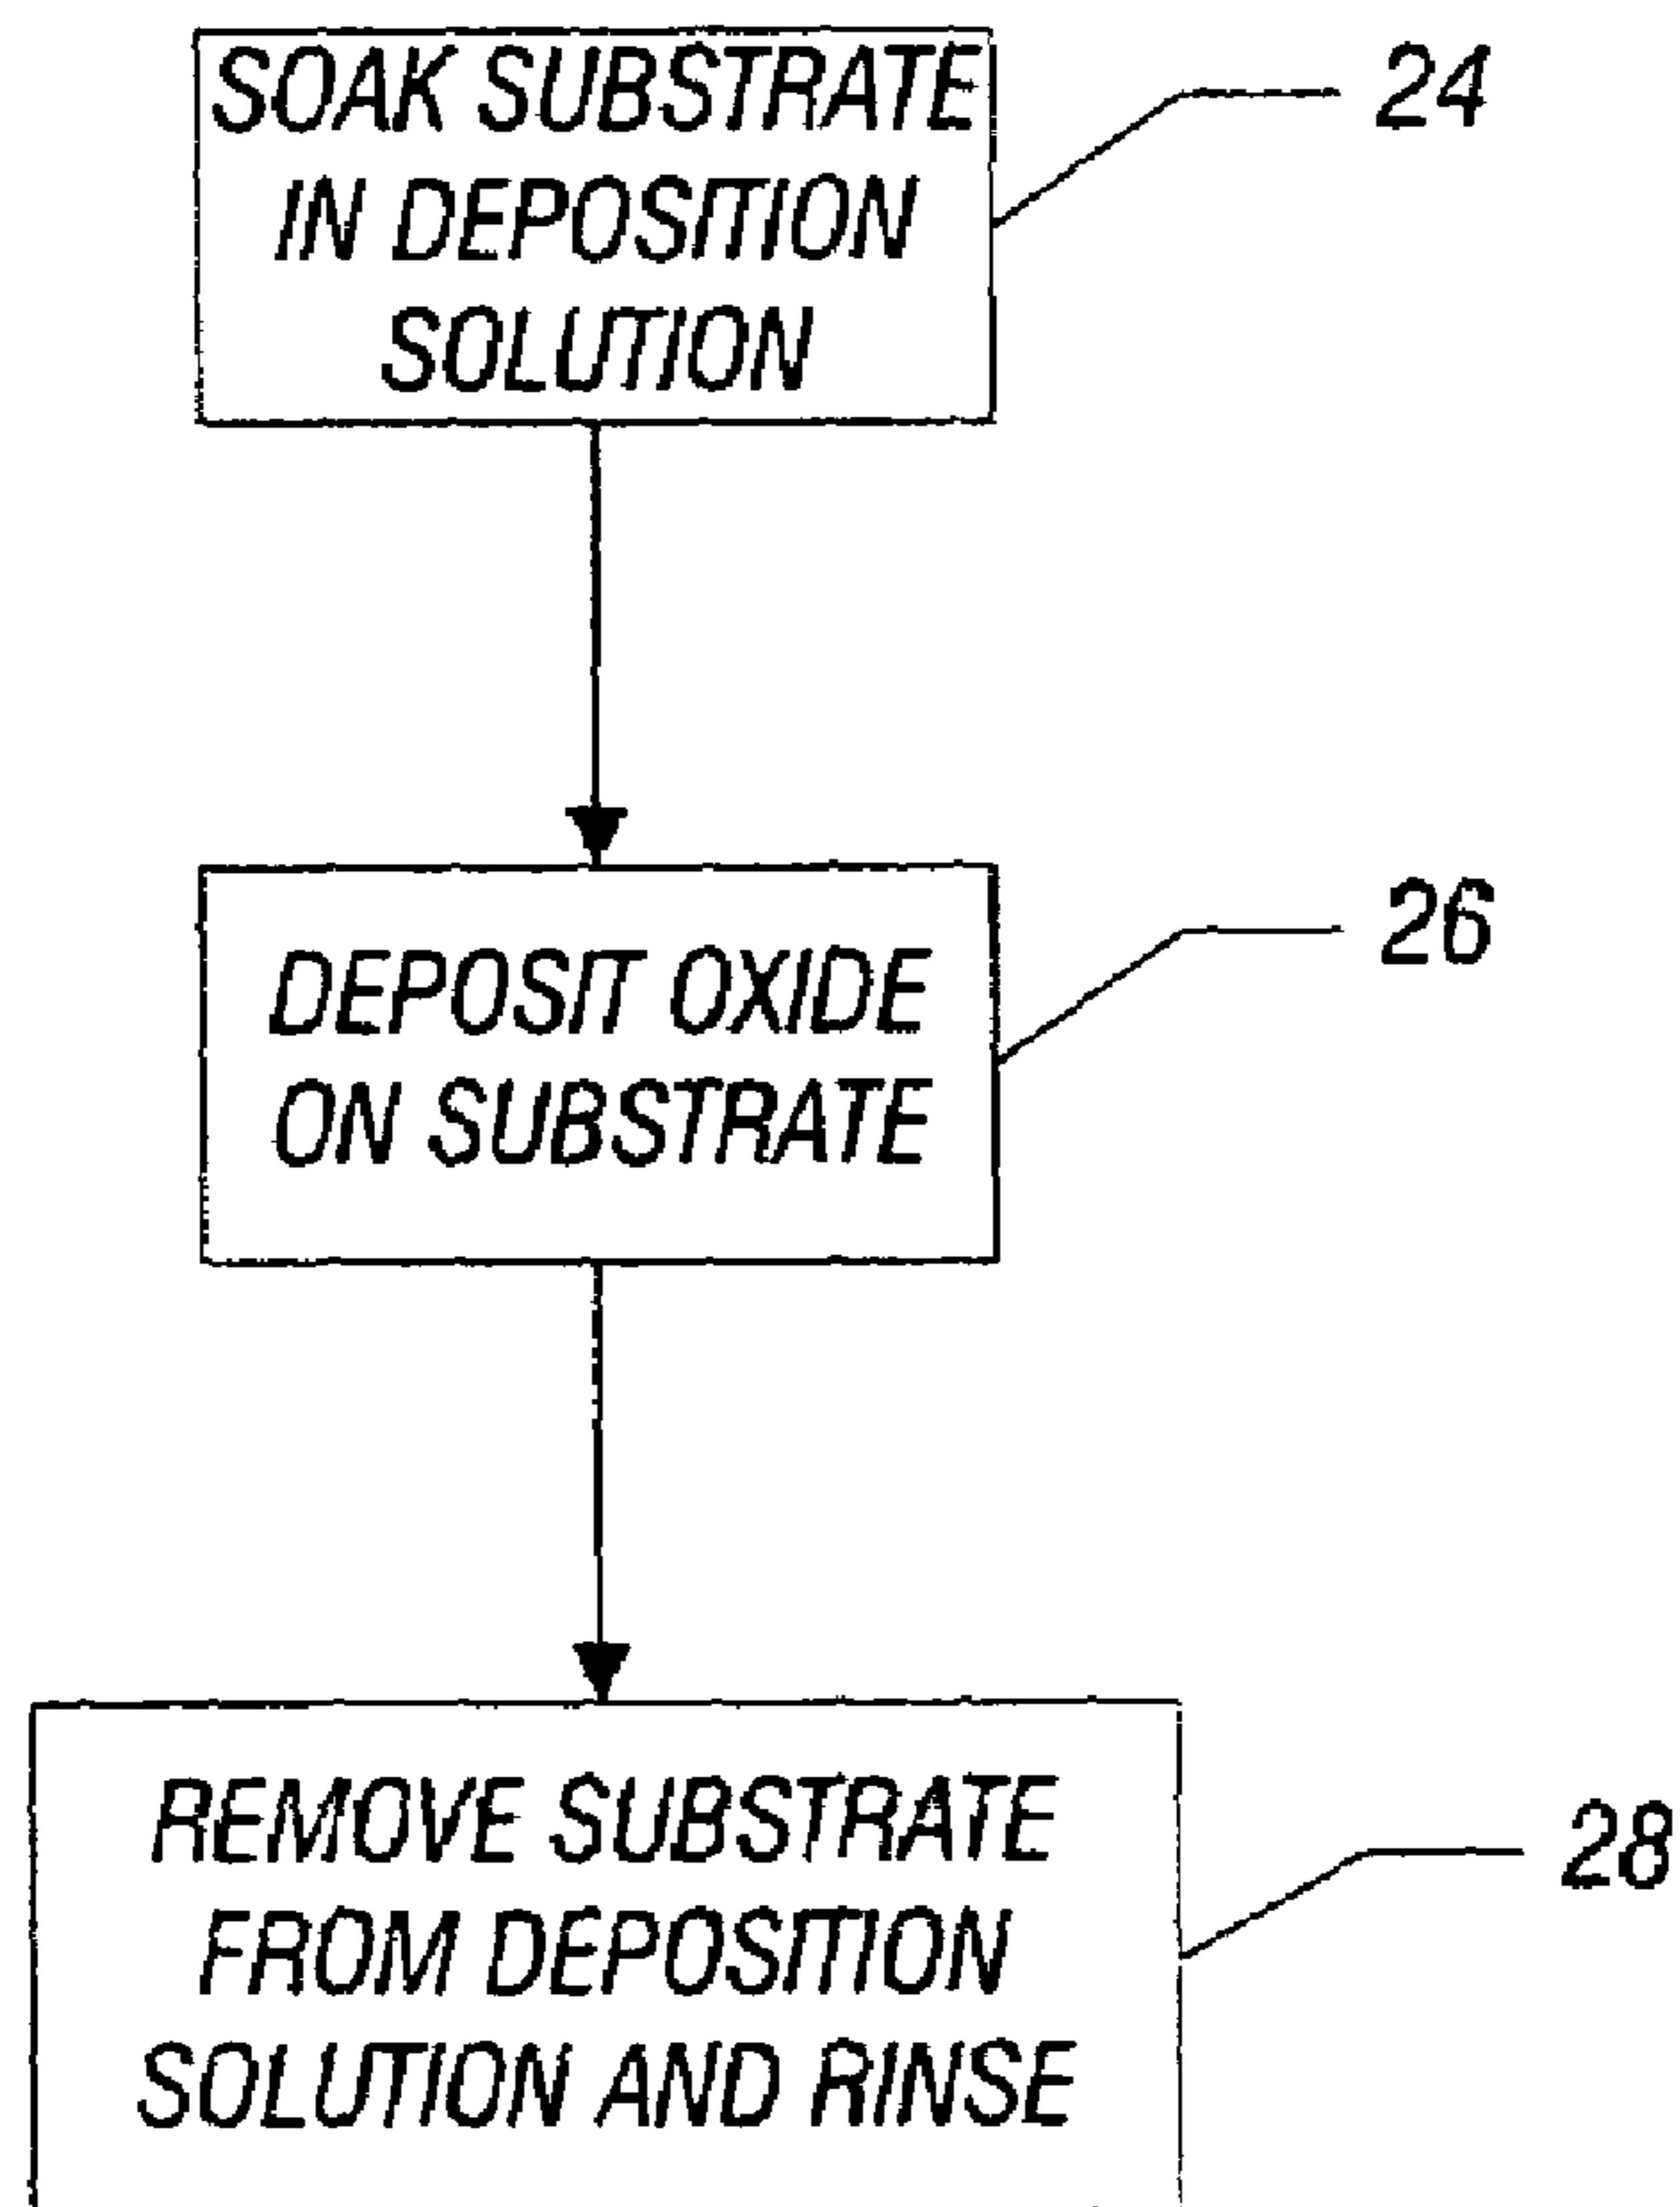 SOAK SUBSTRATE
IN DEPOSITION
SOLUTION
24
DEPOSIT OXIDE
ON SUBSTRATE
26
REMOVE SUBSTRATE
FROM DEPOSITION
SOLUTION AND RINSE
28